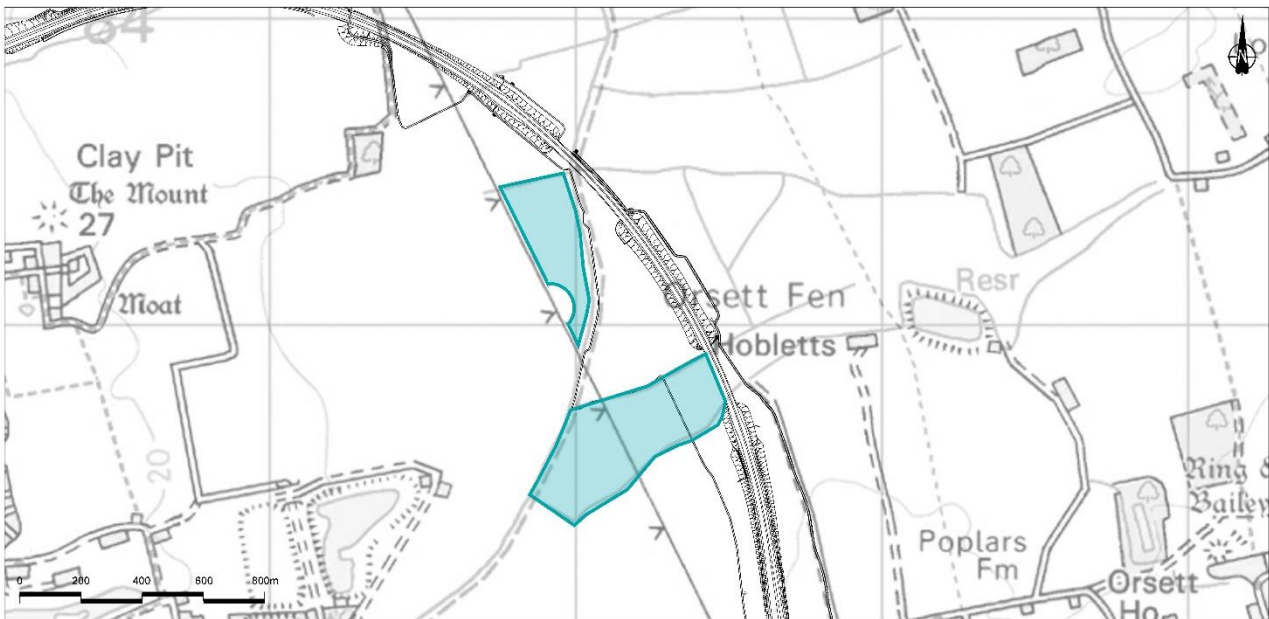 84
Clay Pit
The Mount
27
Moat
Orsett Fen
Resr
Hobletts
20
Ring &
Bailey
Poplars
Fm
Orsett
Ho
0 200 400 600 800m
N